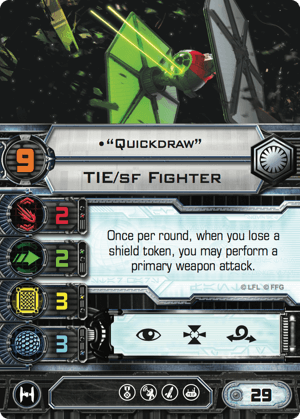 •“Quickdraw”
9
TIE/sf Fighter
2
2
3
3
Once per round, when you lose a
shield token, you may perform a
primary weapon attack.
©LFL ©FFG
29